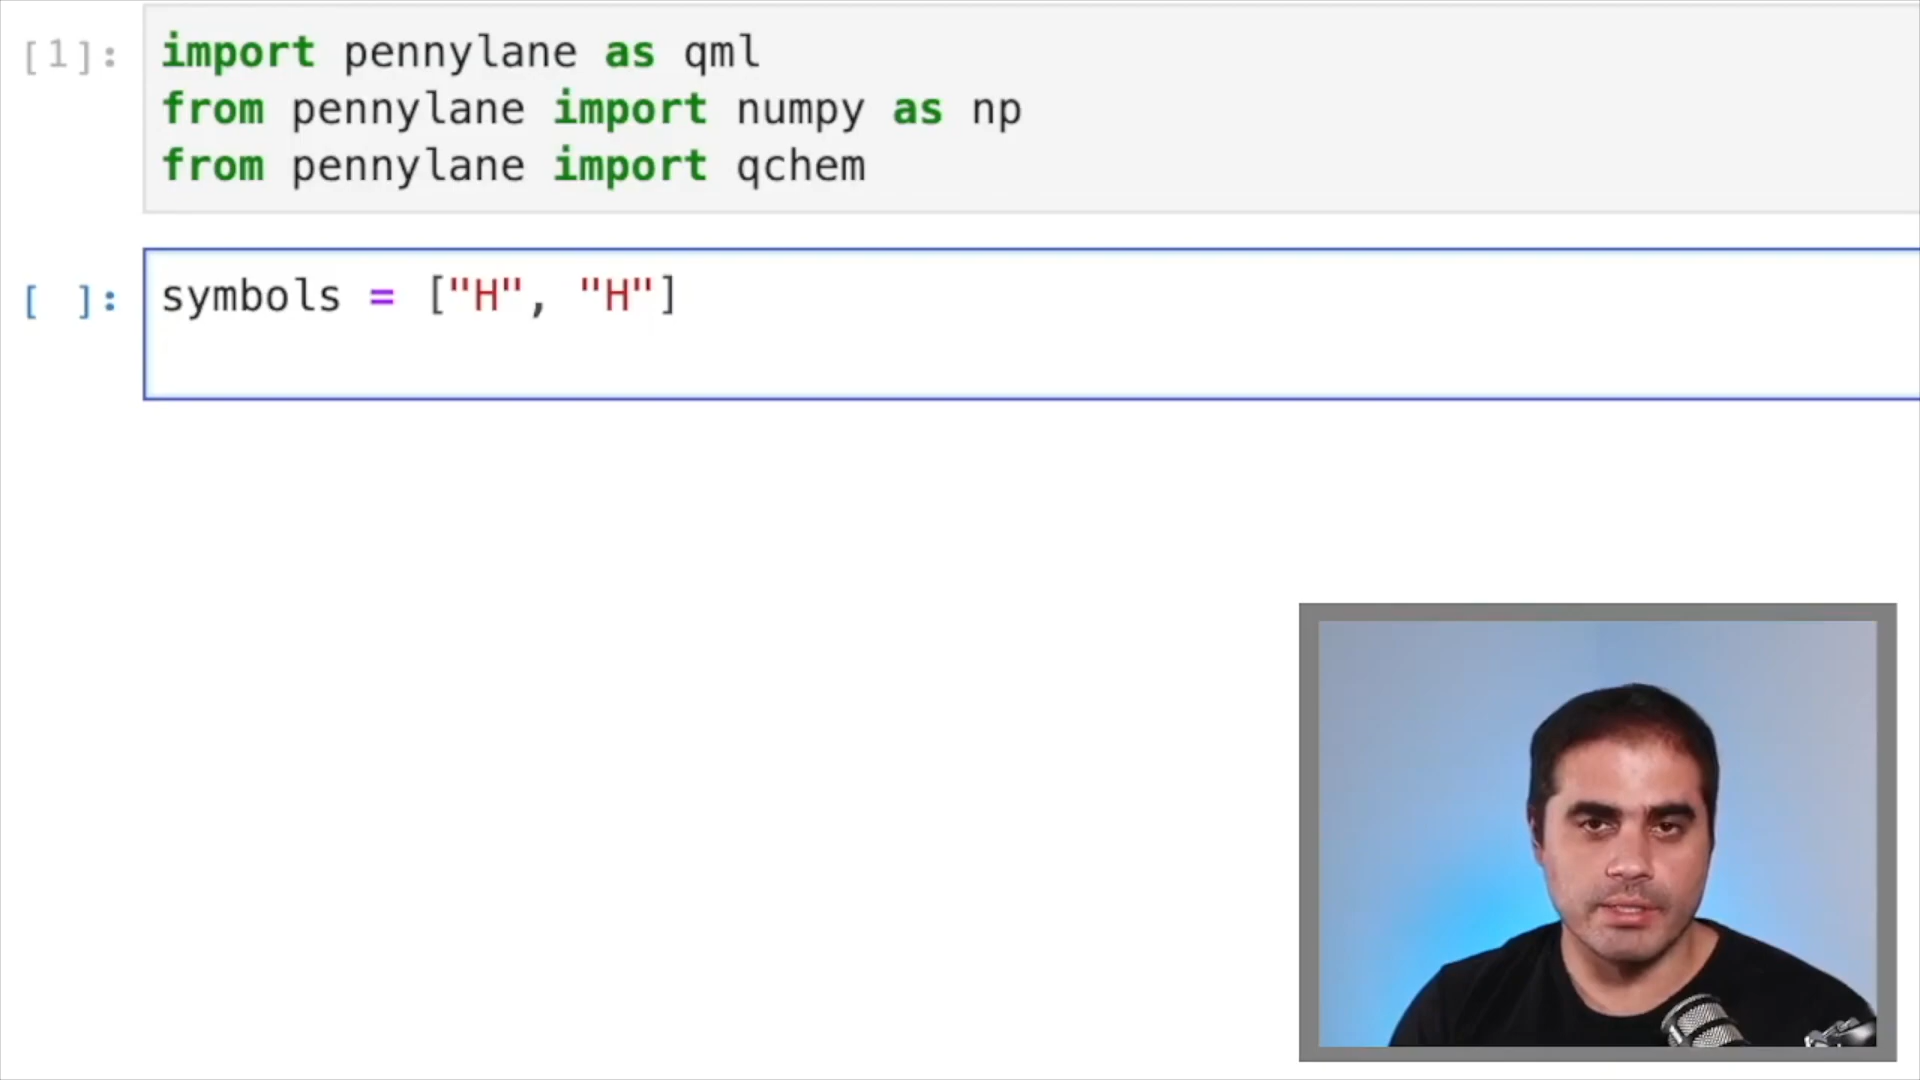 [1]: import pennylane as qml
from pennylane import numpy as np
from pennylane import qchem
[ ]: symbols = ["H", "H"]